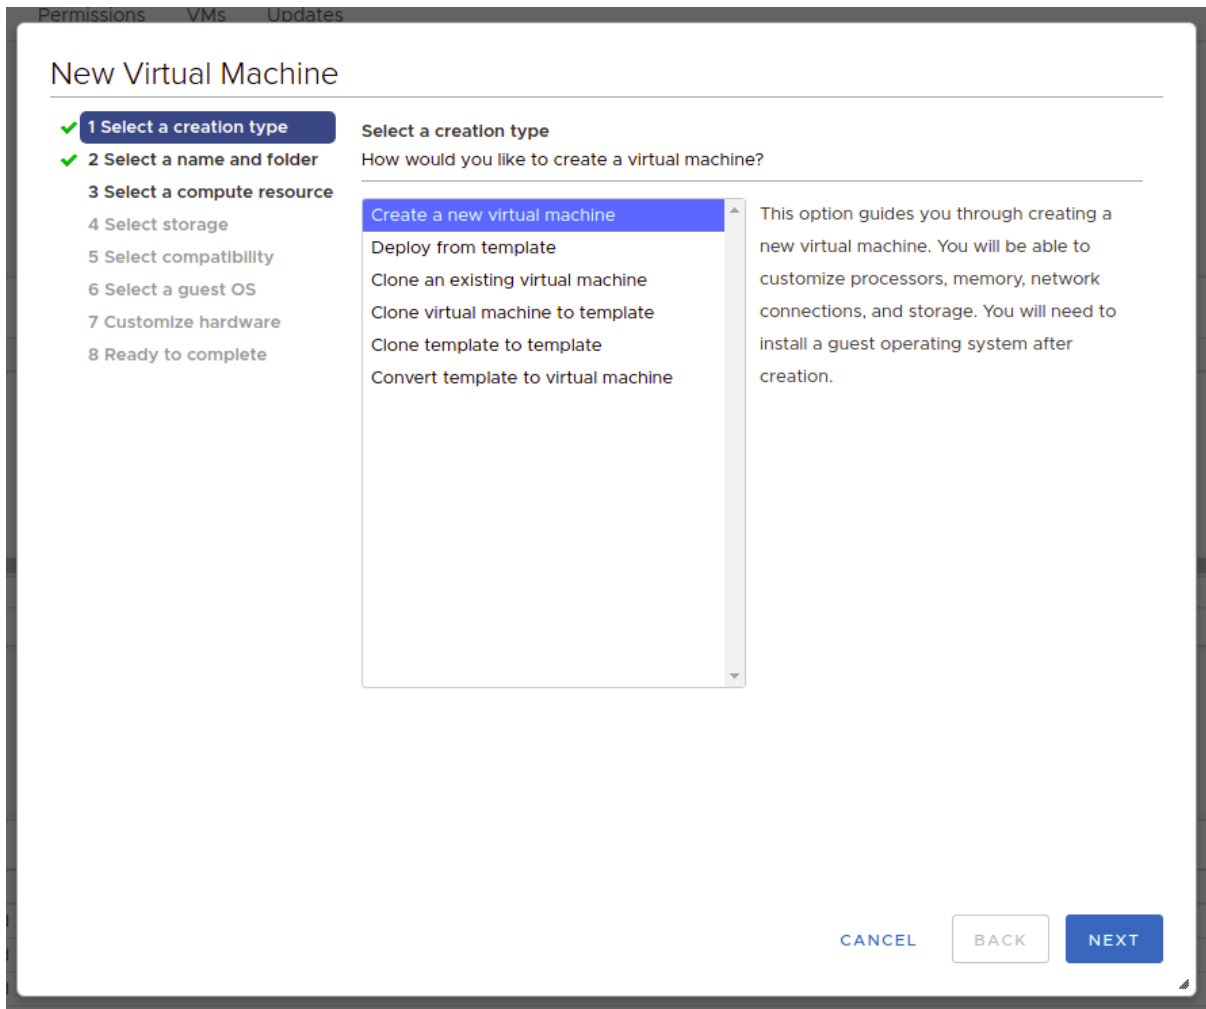 Permissions VMs Updates
New Virtual Machine
1 Select a creation type
2 Select a name and folder
3 Select a compute resource
4 Select storage
5 Select compatibility
6 Select a guest OS
7 Customize hardware
8 Ready to complete
Select a creation type
How would you like to create a virtual machine?
Create a new virtual machine
Deploy from template
Clone an existing virtual machine
Clone virtual machine to template
Clone template to template
Convert template to virtual machine
This option guides you through creating a
new virtual machine. You will be able to
customize processors, memory, network
connections, and storage. You will need to
install a guest operating system after
creation.
CANCEL BACK NEXT